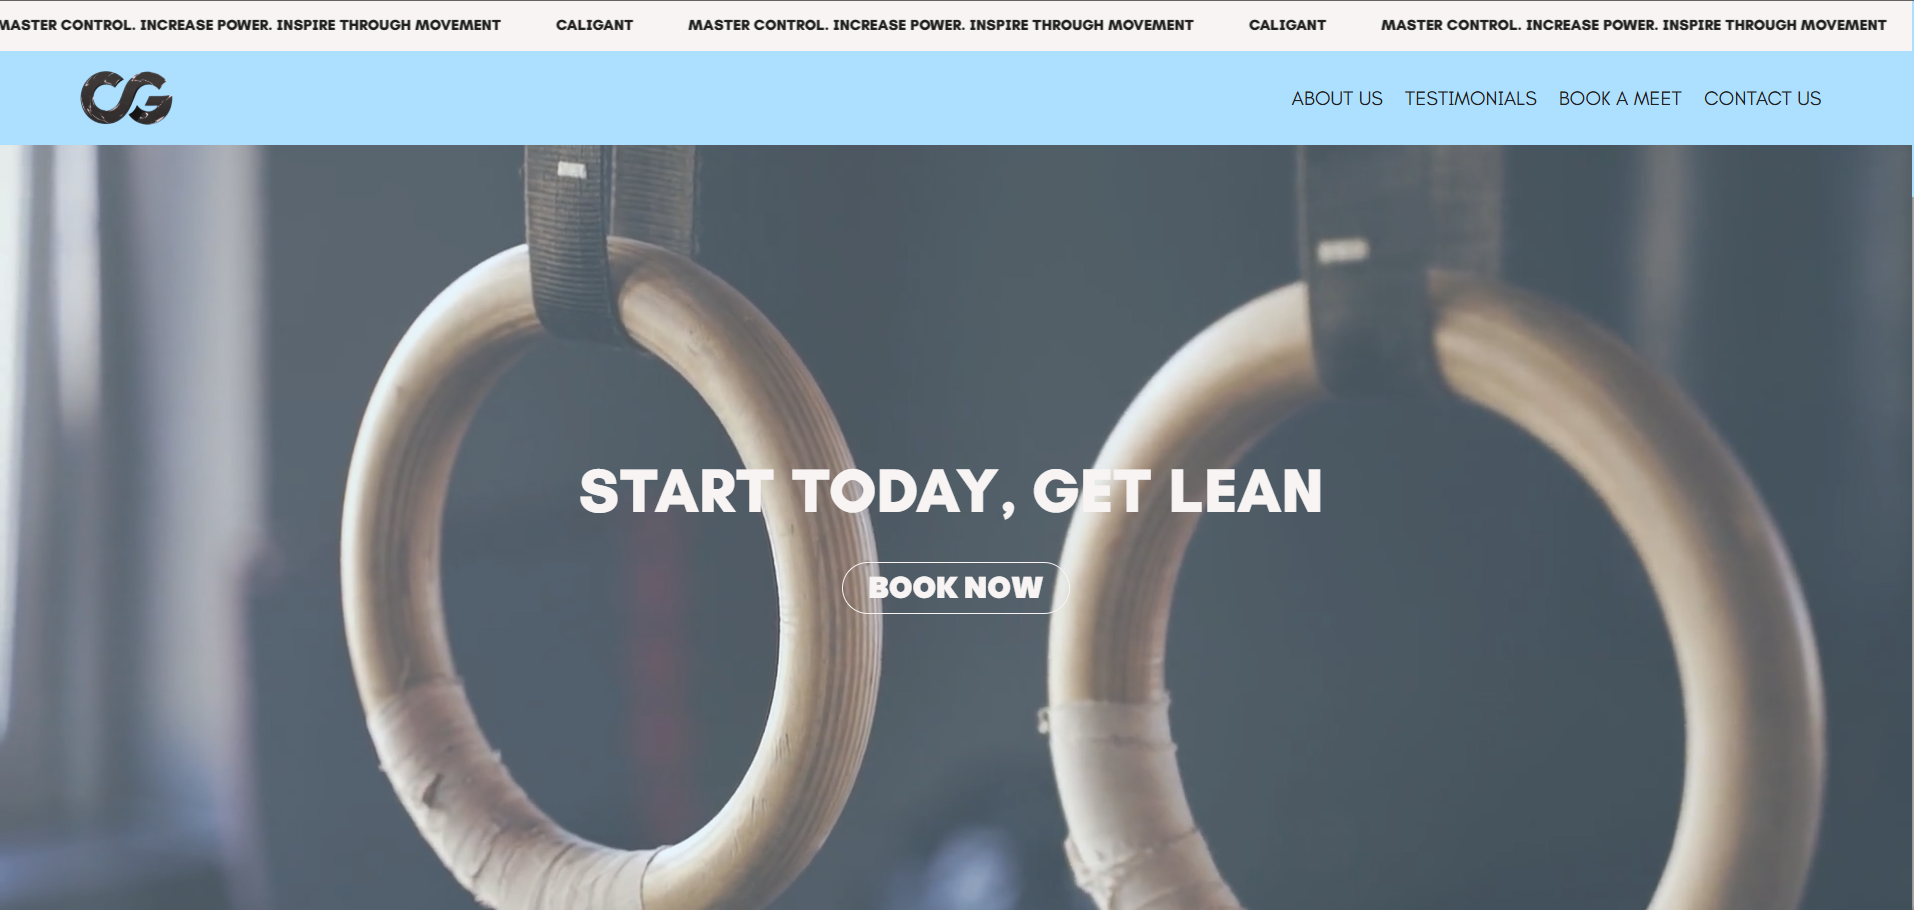 MASTER CONTROL. INCREASE POWER. INSPIRE THROUGH MOVEMENT CALIGANT MASTER CONTROL. INCREASE POWER. INSPIRE THROUGH MOVEMENT CALIGANT MASTER CONTROL. INCREASE POWER. INSPIRE THROUGH MOVEMENT
CG ABOUT US TESTIMONIALS BOOK A MEET CONTACT US
START TODAY, GET LEAN
BOOK NOW